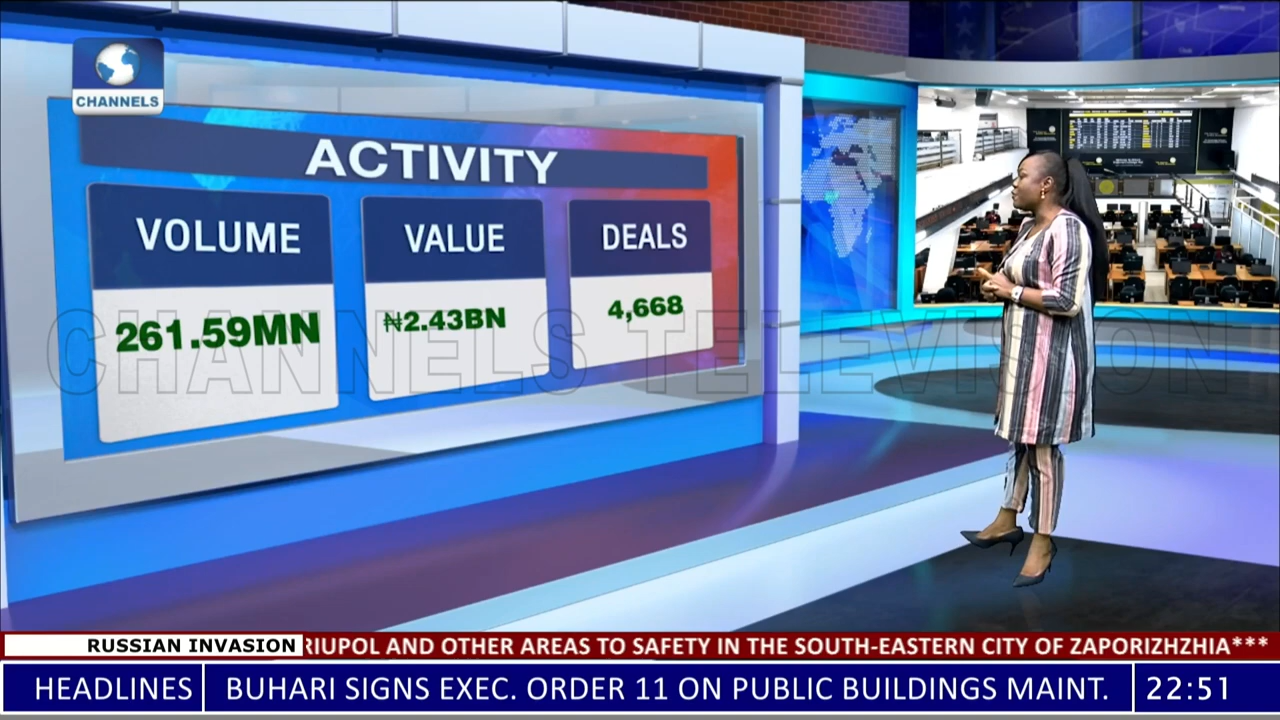 CHANNELS
ACTIVITY
VOLUME
VALUE
DEALS
261.59MN
₦2.43BN
4,668
CHANNELS TELEVISION
RUSSIAN INVASION
RIUPOL AND OTHER AREAS TO SAFETY IN THE SOUTH-EASTERN CITY OF ZAPORIZHZHIA***
HEADLINES
BUHARI SIGNS EXEC. ORDER 11 ON PUBLIC BUILDINGS MAINT.
22:51